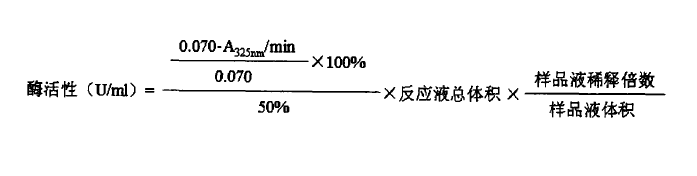 酶活性（U/ml）= 
0.070-A325nm/min
0.070
×100%
50%
×反应液总体积×
样品液稀释倍数
样品液体积